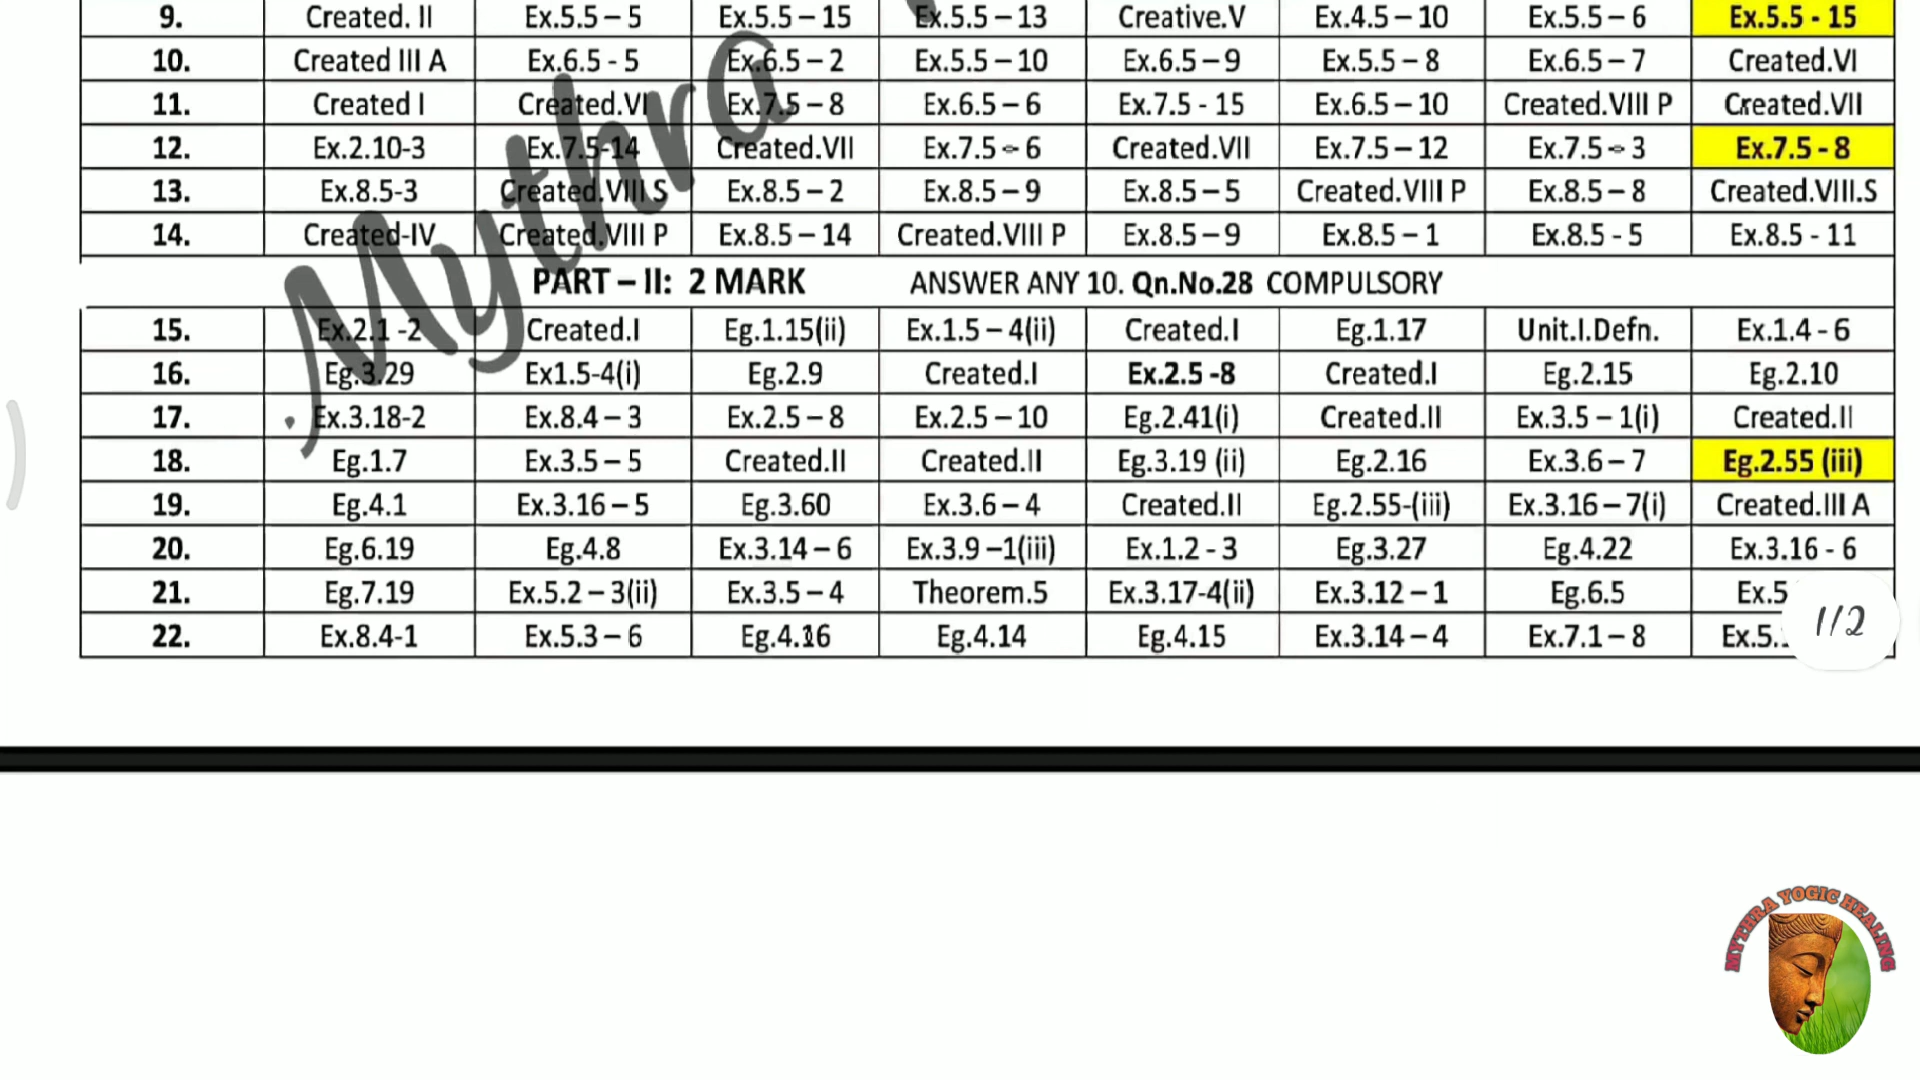 9. Created. II Ex.5.5 – 5 Ex.5.5 – 15 Ex.5.5 – 13 Creative.V Ex.4.5 – 10 Ex.5.5 – 6 Ex.5.5 - 15
10. Created III A Ex.6.5 - 5 Ex.6.5 – 2 Ex.5.5 – 10 Ex.6.5 – 9 Ex.5.5 – 8 Ex.6.5 – 7 Created.VI
11. Created I Created.VI Ex.7.5 – 8 Ex.6.5 – 6 Ex.7.5 - 15 Ex.6.5 – 10 Created.VIII P Created.VII
12. Ex.2.10-3 Ex.7.5-14 Created.VII Ex.7.5 – 6 Created.VII Ex.7.5 – 12 Ex.7.5 – 3 Ex.7.5 - 8
13. Ex.8.5-3 Created.VIII.S Ex.8.5 – 2 Ex.8.5 – 9 Ex.8.5 – 5 Created.VIII P Ex.8.5 – 8 Created.VIII.S
14. Created-IV Created.VIII P Ex.8.5 – 14 Created.VIII P Ex.8.5 – 9 Ex.8.5 – 1 Ex.8.5 - 5 Ex.8.5 - 11
PART – II: 2 MARK ANSWER ANY 10. Qn.No.28 COMPULSORY
15. Ex.2.1 -2 Created.I Eg.1.15(ii) Ex.1.5 – 4(ii) Created.I Eg.1.17 Unit.I.Defn. Ex.1.4 - 6
16. Eg.3.29 Ex1.5-4(i) Eg.2.9 Created.I Ex.2.5 -8 Created.I Eg.2.15 Eg.2.10
17. Ex.3.18-2 Ex.8.4 – 3 Ex.2.5 – 8 Ex.2.5 – 10 Eg.2.41(i) Created.II Ex.3.5 – 1(i) Created.II
18. Eg.1.7 Ex.3.5 – 5 Created.II Created.II Eg.3.19 (ii) Eg.2.16 Ex.3.6 – 7 Eg.2.55 (iii)
19. Eg.4.1 Ex.3.16 – 5 Eg.3.60 Ex.3.6 – 4 Created.II Eg.2.55-(iii) Ex.3.16 – 7(i) Created.III A
20. Eg.6.19 Eg.4.8 Ex.3.14 – 6 Ex.3.9 –1(iii) Ex.1.2 - 3 Eg.3.27 Eg.4.22 Ex.3.16 - 6
21. Eg.7.19 Ex.5.2 – 3(ii) Ex.3.5 – 4 Theorem.5 Ex.3.17-4(ii) Ex.3.12 – 1 Eg.6.5 Ex.5
22. Ex.8.4-1 Ex.5.3 – 6 Eg.4.16 Eg.4.14 Eg.4.15 Ex.3.14 – 4 Ex.7.1 – 8 Ex.5.
Mythra
1/2
MYTHRA YOGIC HEALING